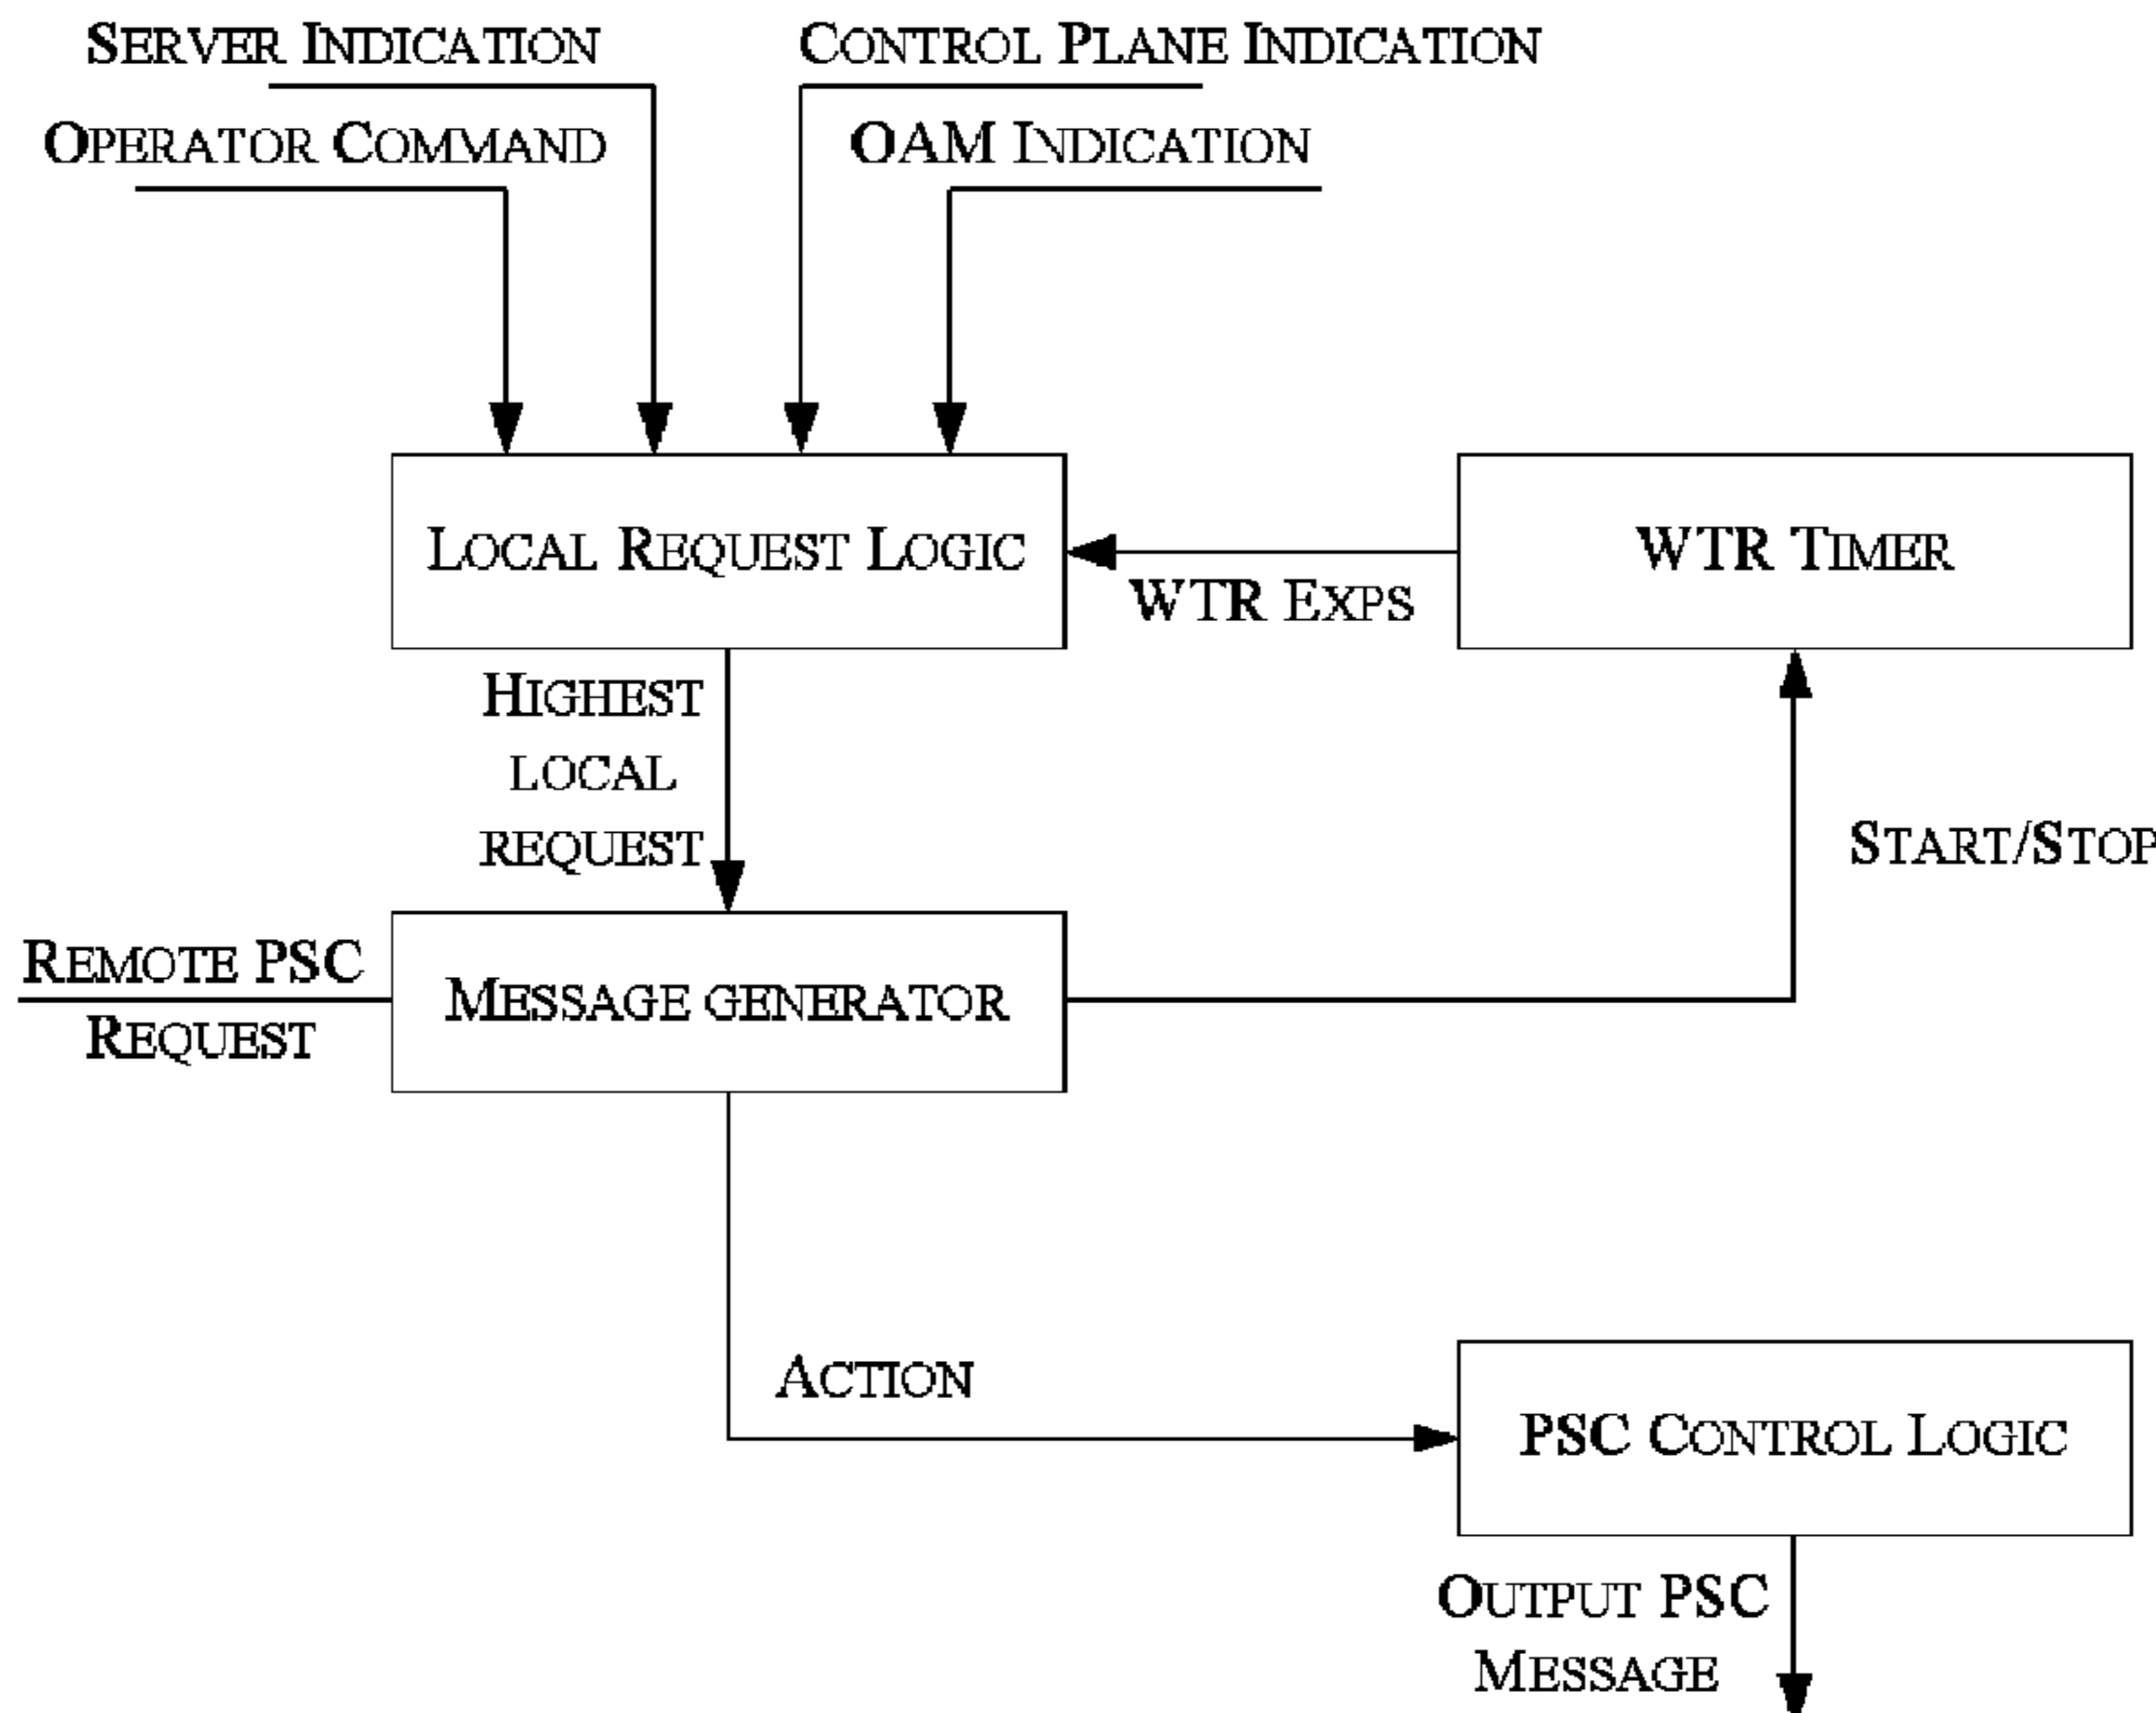 Server Indication
Control Plane Indication
Operator Command
OAM Indication
Local Request Logic
WTR Timer
WTR Exps
Highest
local
request
Start/Stop
Remote PSC
Request
Message generator
Action
PSC Control Logic
Output PSC
Message